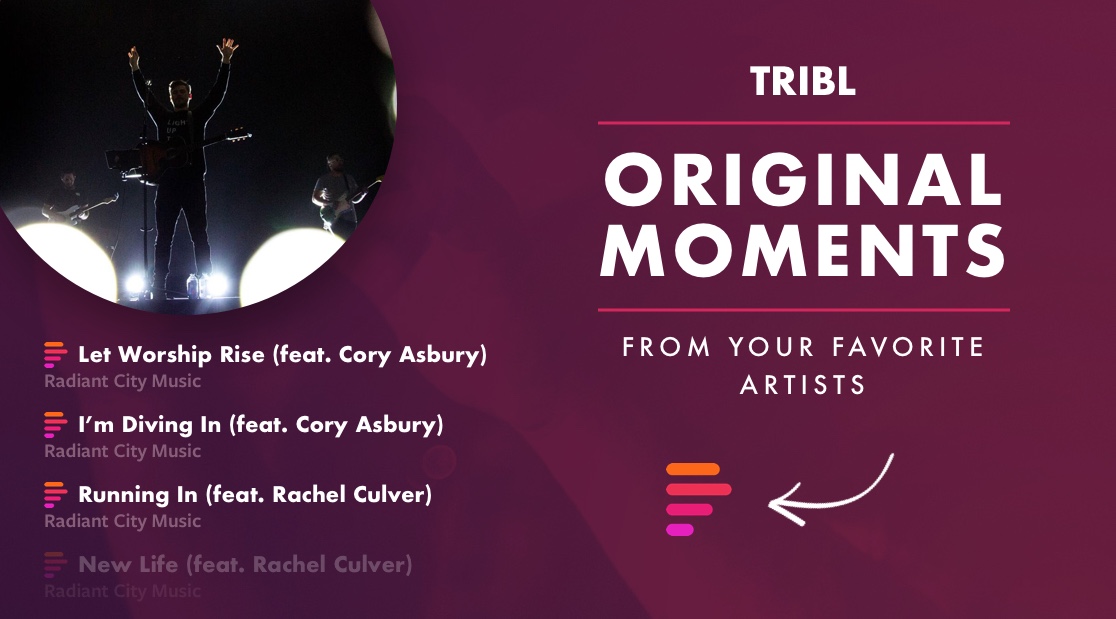 TRIBL
ORIGINAL
MOMENTS
FROM YOUR FAVORITE
ARTISTS
Let Worship Rise (feat. Cory Asbury)
Radiant City Music
I’m Diving In (feat. Cory Asbury)
Radiant City Music
Running In (feat. Rachel Culver)
Radiant City Music
New Life (feat. Rachel Culver)
Radiant City Music